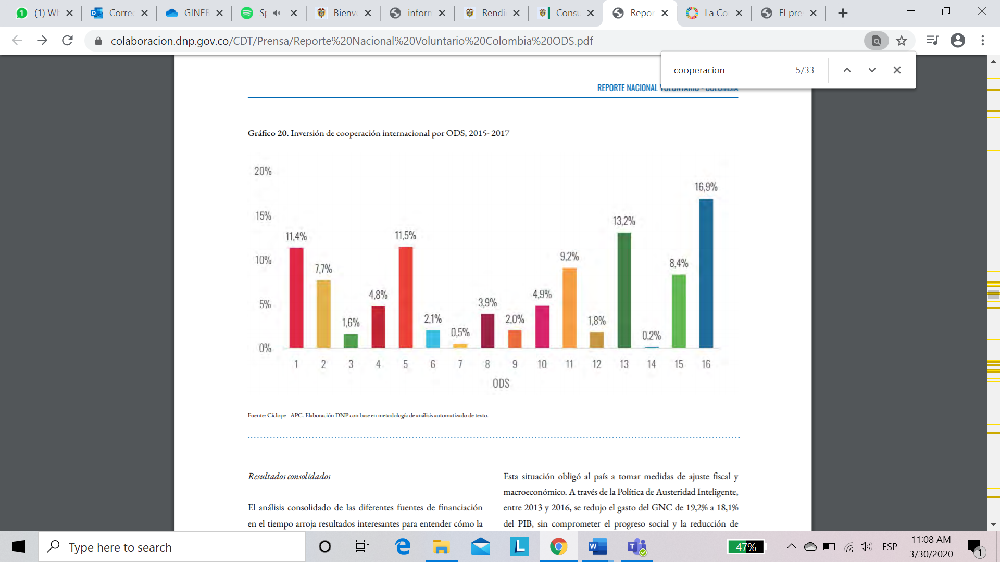 (1) Wh
Corre
GINEB
Sp
Bienv
inform
Rendi
Consu
Repor
La Co
El pre
colaboracion.dnp.gov.co/CDT/Prensa/Reporte%20Nacional%20Voluntario%20Colombia%20ODS.pdf
cooperacion 5/33
REPORTE NACIONAL VOLUNTARIO - COLOMBIA
Gráfico 20. Inversión de cooperación internacional por ODS, 2015- 2017
20%
15%
10%
5%
0%
11,4%
7,7%
1,6%
4,8%
11,5%
2,1%
0,5%
3,9%
2,0%
4,9%
9,2%
1,8%
13,2%
0,2%
8,4%
16,9%
1 2 3 4 5 6 7 8 9 10 11 12 13 14 15 16
ODS
Fuente: Cíclope - APC. Elaboración DNP con base en metodología de análisis automatizado de texto.
Resultados consolidados
El análisis consolidado de las diferentes fuentes de financiación
en el tiempo arroja resultados interesantes para entender cómo la
Esta situación obligó al país a tomar medidas de ajuste fiscal y
macroeconómico. A través de la Política de Austeridad Inteligente,
entre 2013 y 2016, se redujo el gasto del GNC de 19,2% a 18,1%
del PIB, sin comprometer el progreso social y la reducción de
Type here to search
47%
ESP
11:08 AM
3/30/2020
1